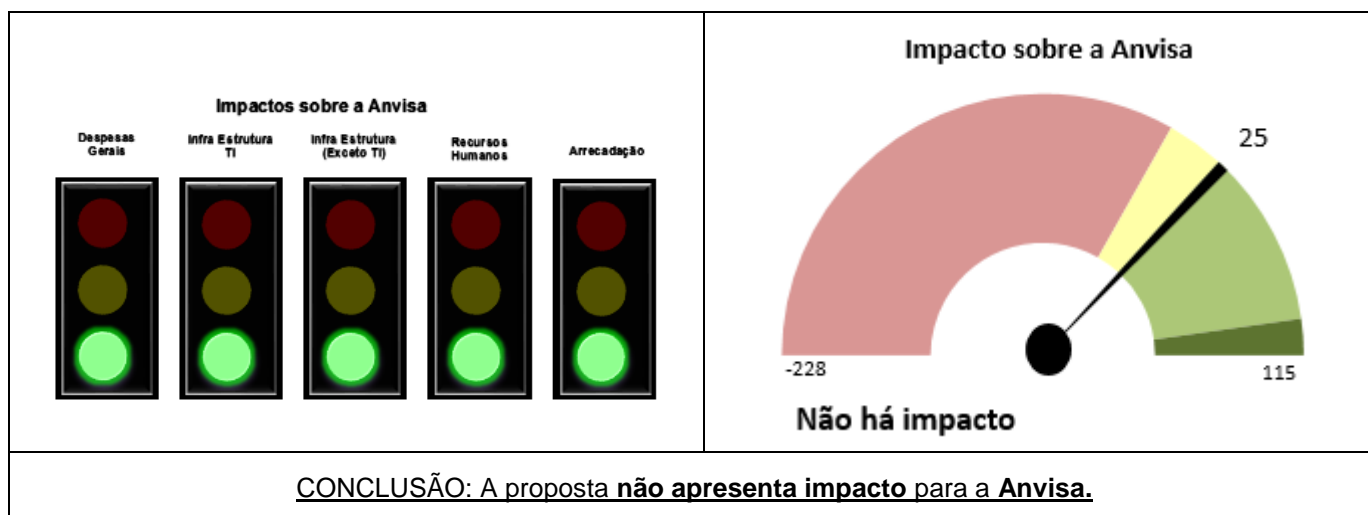 Impactos sobre a Anvisa
Despesas
Gerais
Infra Estrutura
TI
Infra Estrutura
(Exceto TI)
Recursos
Humanos
Arrecadação
Impacto sobre a Anvisa
25
-228
115
Não há impacto
CONCLUSÃO: A proposta não apresenta impacto para a Anvisa.